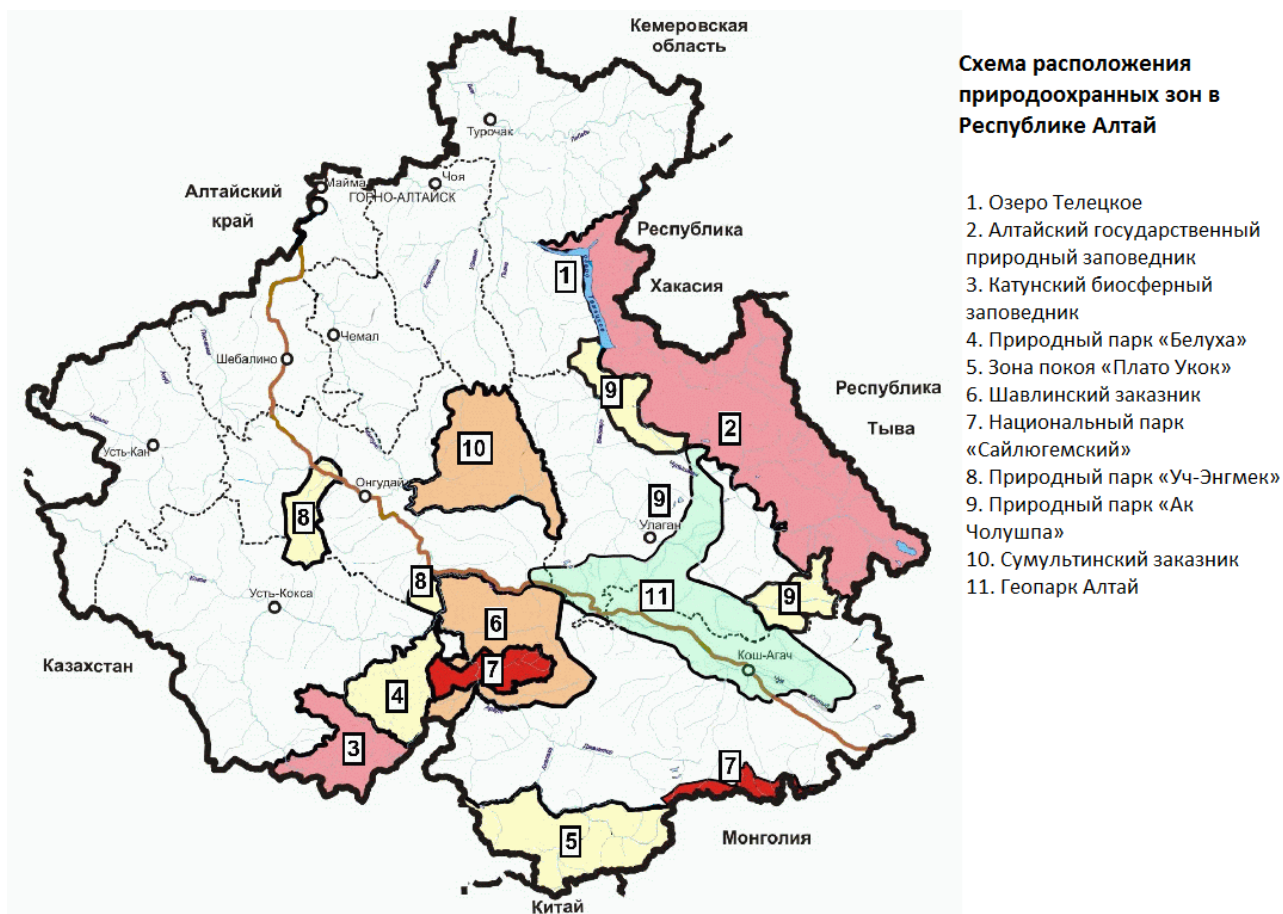 Кемеровская
область
Схема расположения
природоохранных зон в
Республике Алтай
Турочак
Алтайский
край
Майма
Чоя
ГОРНО-АЛТАЙСК
1. Озеро Телецкое
2. Алтайский государственный
природный заповедник
3. Катунский биосферный
заповедник
4. Природный парк «Белуха»
5. Зона покоя «Плато Укок»
6. Шавлинский заказник
7. Национальный парк
«Сайлюгемский»
8. Природный парк «Уч-Энгмек»
9. Природный парк «Ак
Чолушпа»
10. Сумультинский заказник
11. Геопарк Алтай
Республика
Хакасия
1
Чемал
Шебалино
9
Республика
Тыва
2
Усть-Кан
10
Онгудай
8
9
Улаган
8
11
9
Усть-Кокса
6
Казахстан
7
Кош-Агач
4
3
7
5
Монголия
Китай